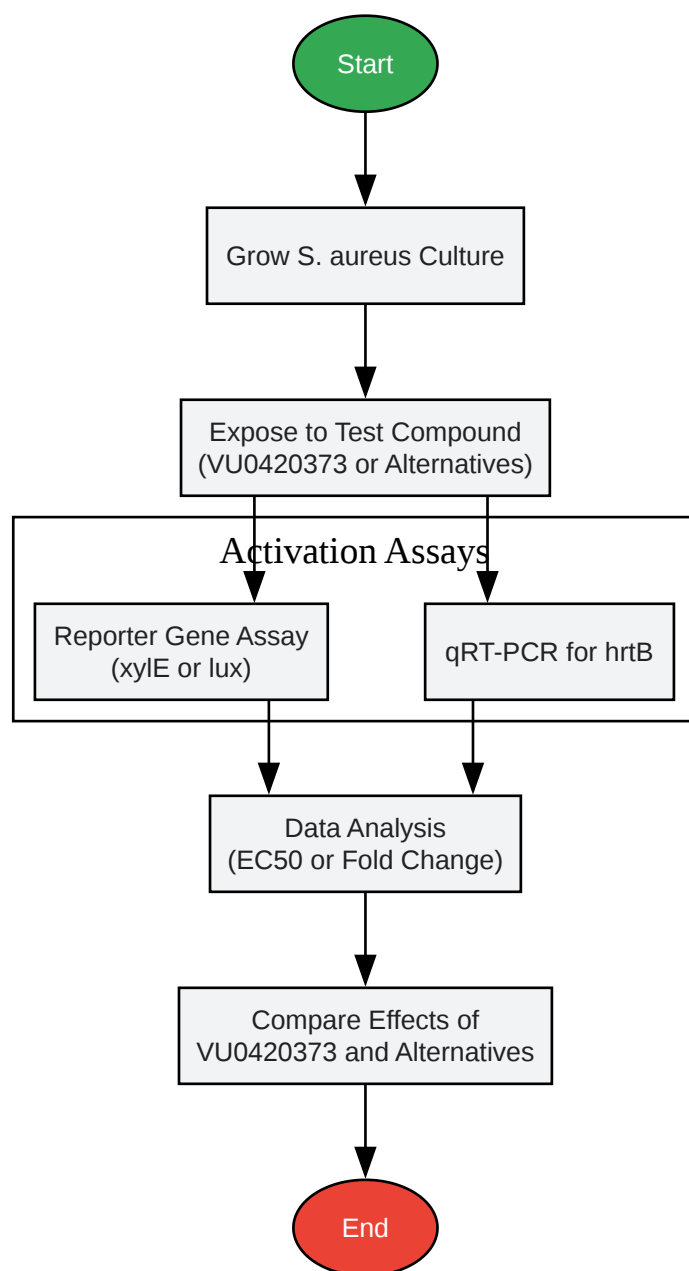 Start
Grow S. aureus Culture
Expose to Test Compound
(VU0420373 or Alternatives)
Activation Assays
Reporter Gene Assay
(xylE or lux)
qRT-PCR for hrtB
Data Analysis
(EC50 or Fold Change)
Compare Effects of
VU0420373 and Alternatives
End